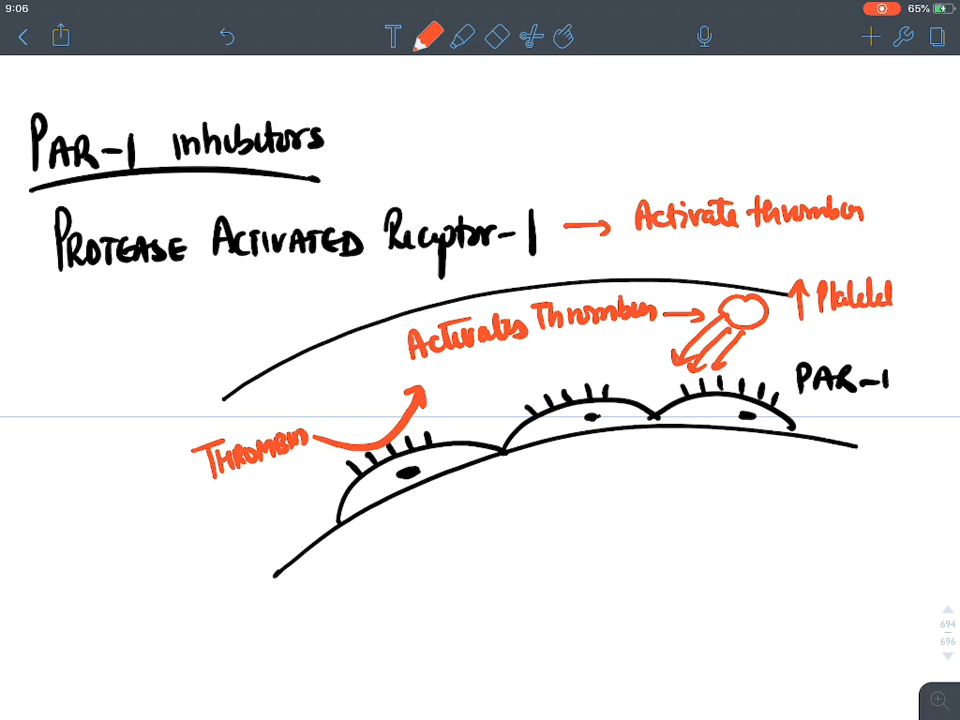 9:06
65%
T
PAR-1 inhibitors
PROTEASE ACTIVATED Receptor-1 → Activate thrombin
Activates Thrombin → ↑ Platelet
PAR-1
THROMBIN
694
696